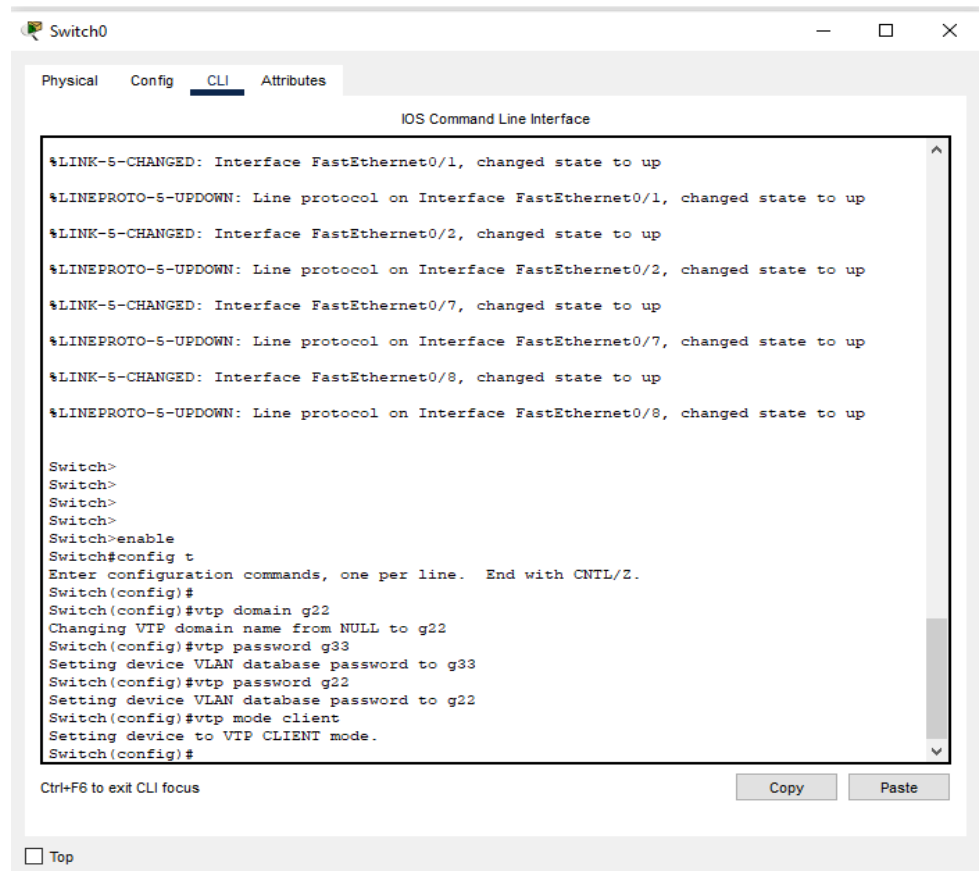 Switch0
Physical Config CLI Attributes
IOS Command Line Interface
%LINK-5-CHANGED: Interface FastEthernet0/1, changed state to up
%LINEPROTO-5-UPDOWN: Line protocol on Interface FastEthernet0/1, changed state to up
%LINK-5-CHANGED: Interface FastEthernet0/2, changed state to up
%LINEPROTO-5-UPDOWN: Line protocol on Interface FastEthernet0/2, changed state to up
%LINK-5-CHANGED: Interface FastEthernet0/7, changed state to up
%LINEPROTO-5-UPDOWN: Line protocol on Interface FastEthernet0/7, changed state to up
%LINK-5-CHANGED: Interface FastEthernet0/8, changed state to up
%LINEPROTO-5-UPDOWN: Line protocol on Interface FastEthernet0/8, changed state to up
Switch>
Switch>
Switch>
Switch>
Switch>enable
Switch#config t
Enter configuration commands, one per line.  End with CNTL/Z.
Switch(config)#
Switch(config)#vtp domain g22
Changing VTP domain name from NULL to g22
Switch(config)#vtp password g33
Setting device VLAN database password to g33
Switch(config)#vtp password g22
Setting device VLAN database password to g22
Switch(config)#vtp mode client
Setting device to VTP CLIENT mode.
Switch(config)#
Ctrl+F6 to exit CLI focus
Copy Paste
Top